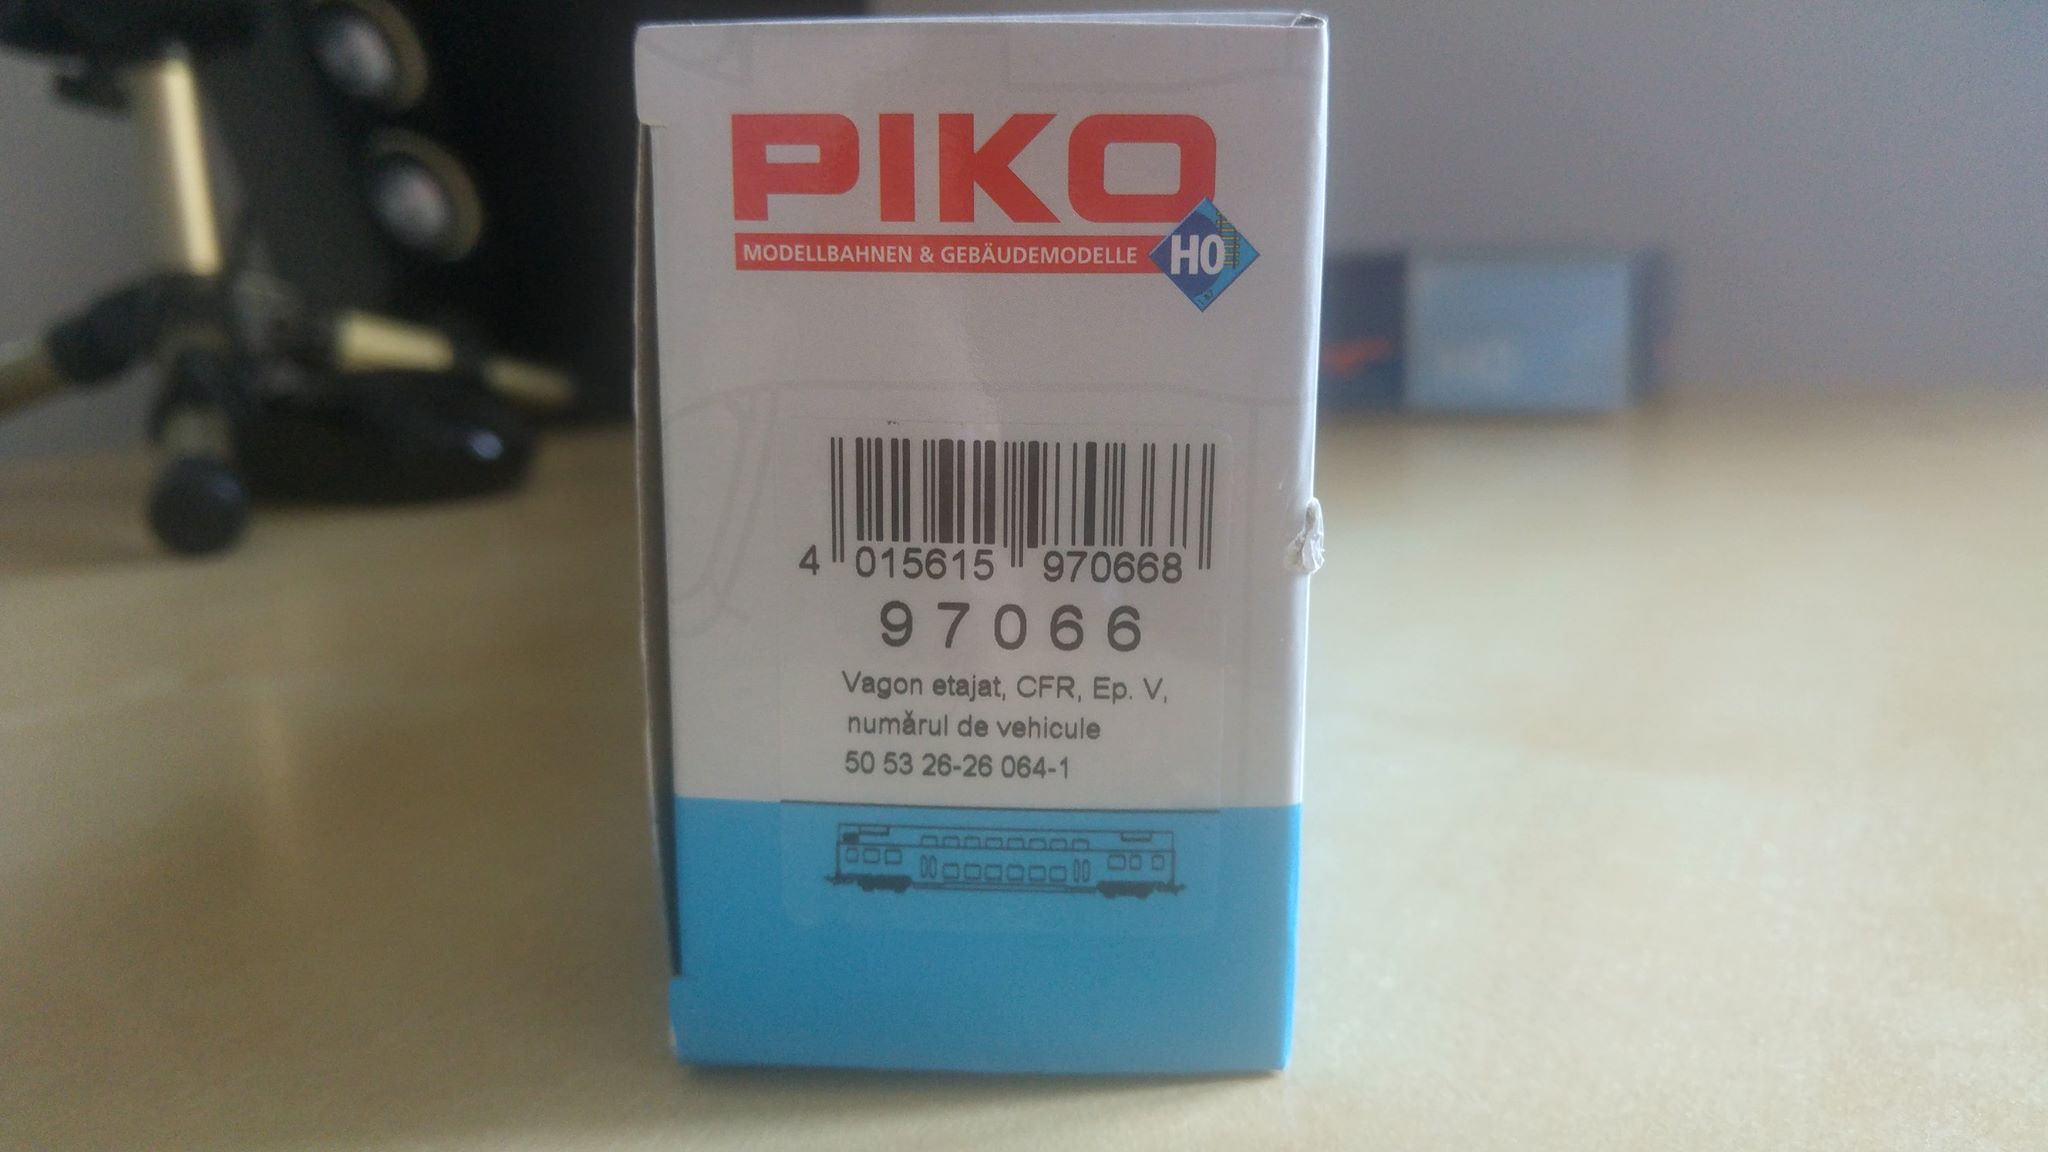 PIKO
MODELLBAHNEN & GEBÄUDEMODELLE
H0
4 015615 970668
97066
Vagon etajat, CFR, Ep. V,
numărul de vehicule
50 53 26-26 064-1